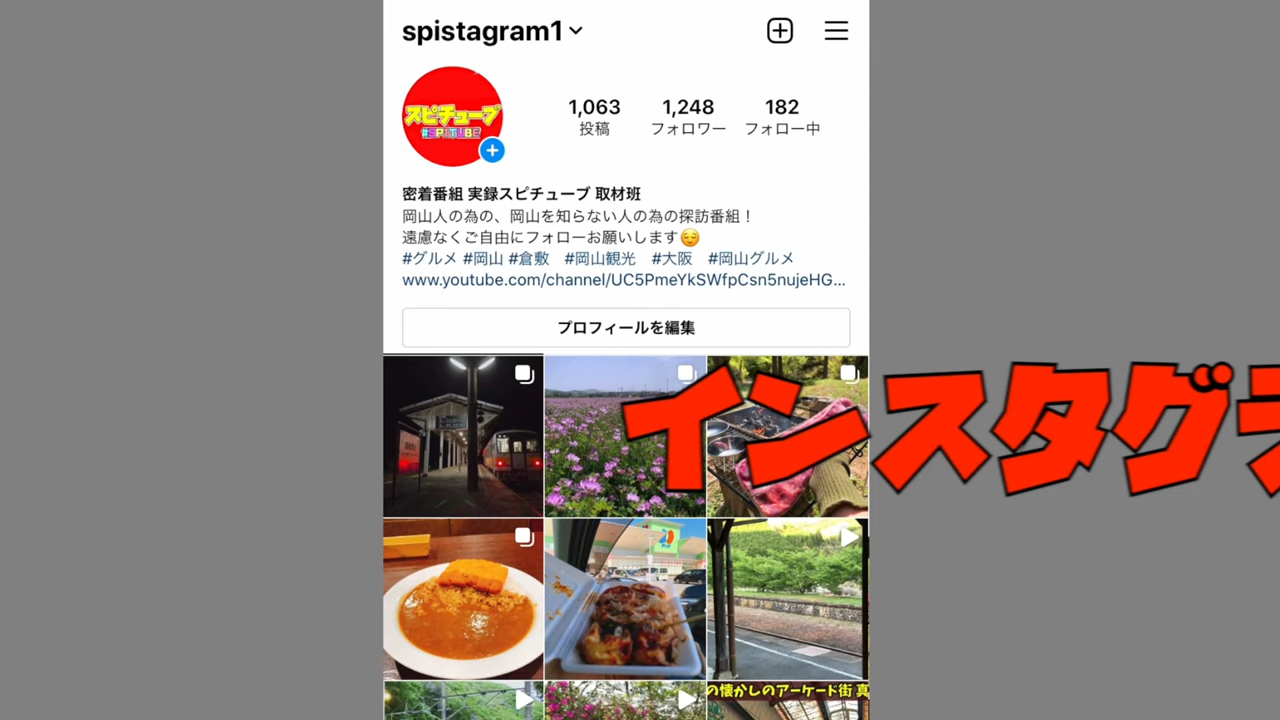 spistagram1
スピチューブ
#SPITUBE
1,063
投稿
1,248
フォロワー
182
フォロー中
密着番組 実録スピチューブ 取材班
岡山人の為の、岡山を知らない人の為の探訪番組！
遠慮なくご自由にフォローお願いします😌
#グルメ #岡山 #倉敷　#岡山観光　#大阪　#岡山グルメ
www.youtube.com/channel/UC5PmeYkSWfpCsn5nujeHG...
プロフィールを編集
インスタグラ
の懐かしのアーケード街 真